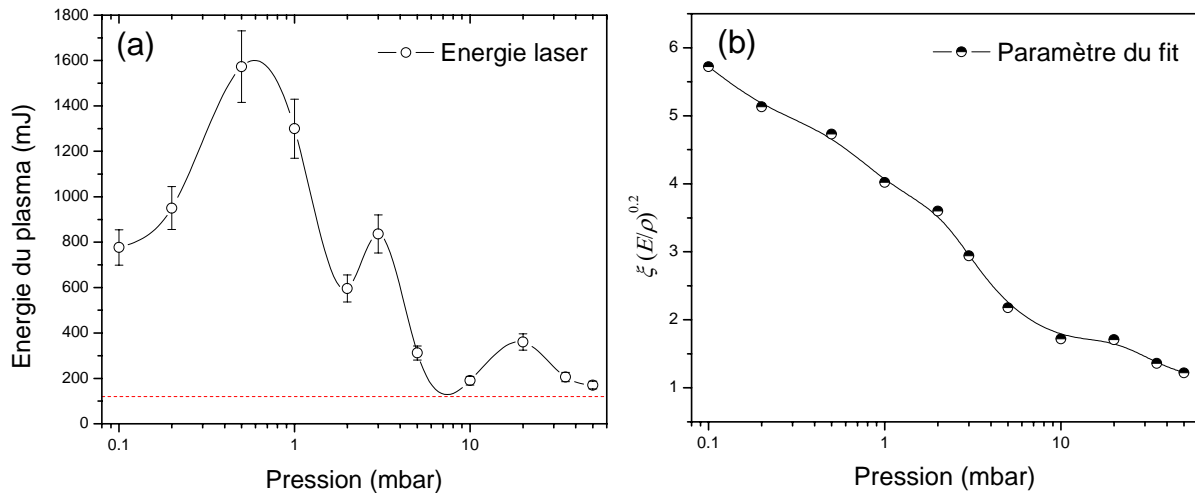 (a)
Energie laser
Energie du plasma (mJ)
1800
1600
1400
1200
1000
800
600
400
200
0
0.1
1
10
Pression (mbar)
(b)
Paramètre du fit
ξ (E/ρ)^0.2
6
5
4
3
2
1
0.1
1
10
Pression (mbar)